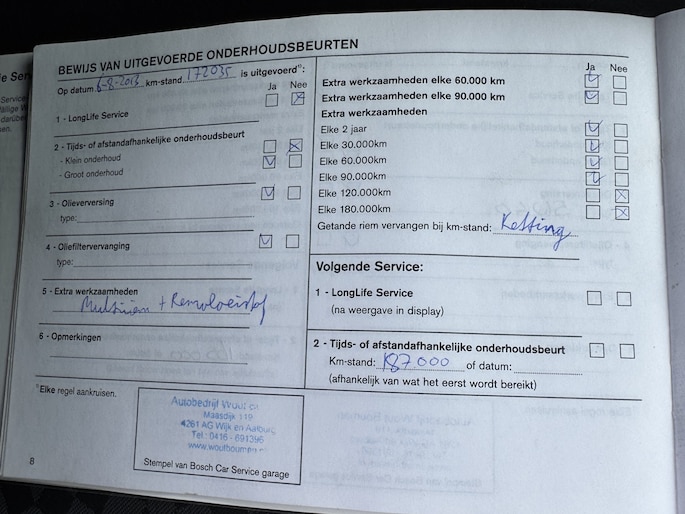 BEWIJS VAN UITGEVOERDE ONDERHOUDSBEURTEN
Op datum 6-8-2013 km-stand 172035 is uitgevoerd¹⁾:
Ja Nee
1 - LongLife Service
2 - Tijds- of afstandafhankelijke onderhoudsbeurt
- Klein onderhoud
- Groot onderhoud
3 - Olieverversing
type:
4 - Oliefiltervervanging
type:
5 - Extra werkzaamheden
+ Remvloeistof
6 - Opmerkingen
¹⁾Elke regel aankruisen.
Autobedrijf Wout
Maasdijk 119
4261 AG Wijk en Aalburg
Tel: 0416 - 691396
Stempel van Bosch Car Service garage
8
Ja Nee
Extra werkzaamheden elke 60.000 km
Extra werkzaamheden elke 90.000 km
Extra werkzaamheden
Elke 2 jaar
Elke 30.000km
Elke 60.000km
Elke 90.000km
Elke 120.000km
Elke 180.000km
Getande riem vervangen bij km-stand: Ketting
Volgende Service:
1 - LongLife Service
(na weergave in display)
2 - Tijds- of afstandafhankelijke onderhoudsbeurt
Km-stand: 187.000 of datum:
(afhankelijk van wat het eerst wordt bereikt)